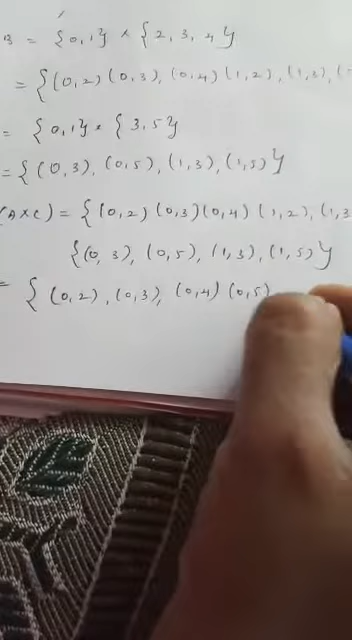 B = {0,1} × {2, 3, 4}
= {(0,2) (0,3), (0,4) (1,2), (1,3),
= {0,1} × {3,5}
= {(0,3), (0,5), (1,3), (1,5)}
(A×C) = {(0,2) (0,3) (0,4) (1,2), (1,3
{(0,3), (0,5), (1,3), (1,5)}
= {(0,2), (0,3), (0,4) (0,5)